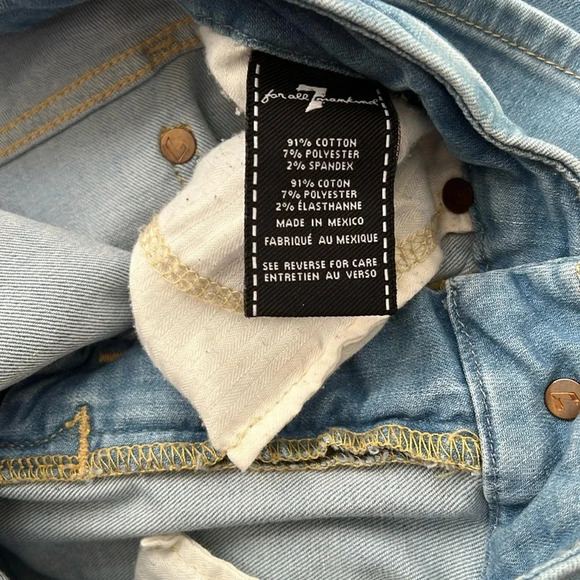 7
for all mankind
91% COTTON
7% POLYESTER
2% SPANDEX
91% COTON
7% POLYESTER
2% ÉLASTHANNE
MADE IN MEXICO
FABRIQUÉ AU MEXIQUE
SEE REVERSE FOR CARE
ENTRETIEN AU VERSO